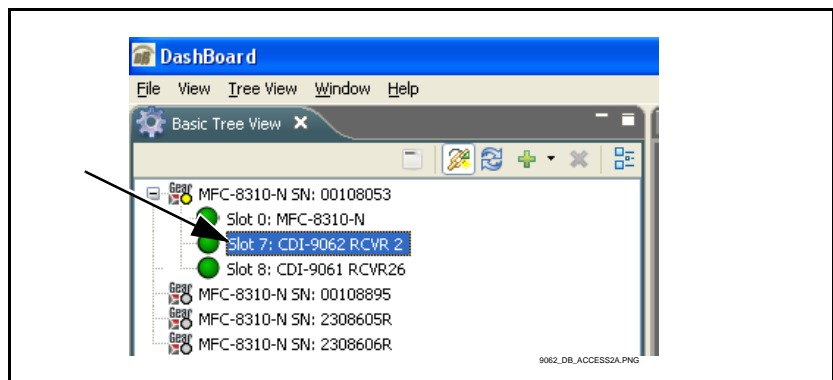 DashBoard
File View Tree View Window Help
Basic Tree View
MFC-8310-N SN: 00108053
Slot 0: MFC-8310-N
Slot 7: CDI-9062 RCVR 2
Slot 8: CDI-9061 RCVR26
MFC-8310-N SN: 00108895
MFC-8310-N SN: 2308605R
MFC-8310-N SN: 2308606R
9062_DB_ACCESS2A.PNG